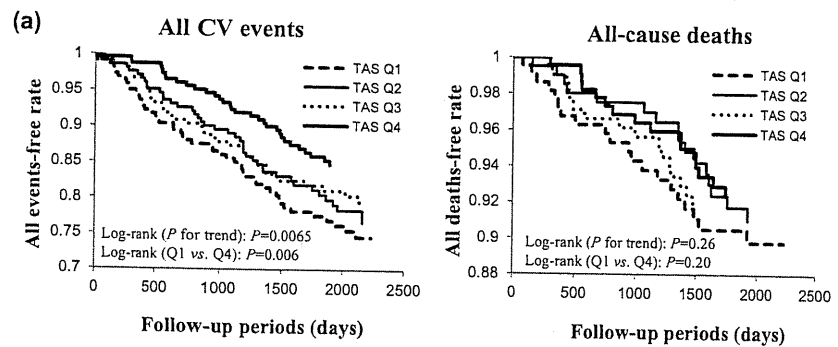 (a)
All CV events
All events-free rate
1
0.95
0.9
0.85
0.8
0.75
0.7
TAS Q1
TAS Q2
TAS Q3
TAS Q4
Log-rank (P for trend): P=0.0065
Log-rank (Q1 vs. Q4): P=0.006
0 500 1000 1500 2000 2500
Follow-up periods (days)
All-cause deaths
All deaths-free rate
1
0.98
0.96
0.94
0.92
0.9
0.88
TAS Q1
TAS Q2
TAS Q3
TAS Q4
Log-rank (P for trend): P=0.26
Log-rank (Q1 vs. Q4): P=0.20
0 500 1000 1500 2000 2500
Follow-up periods (days)